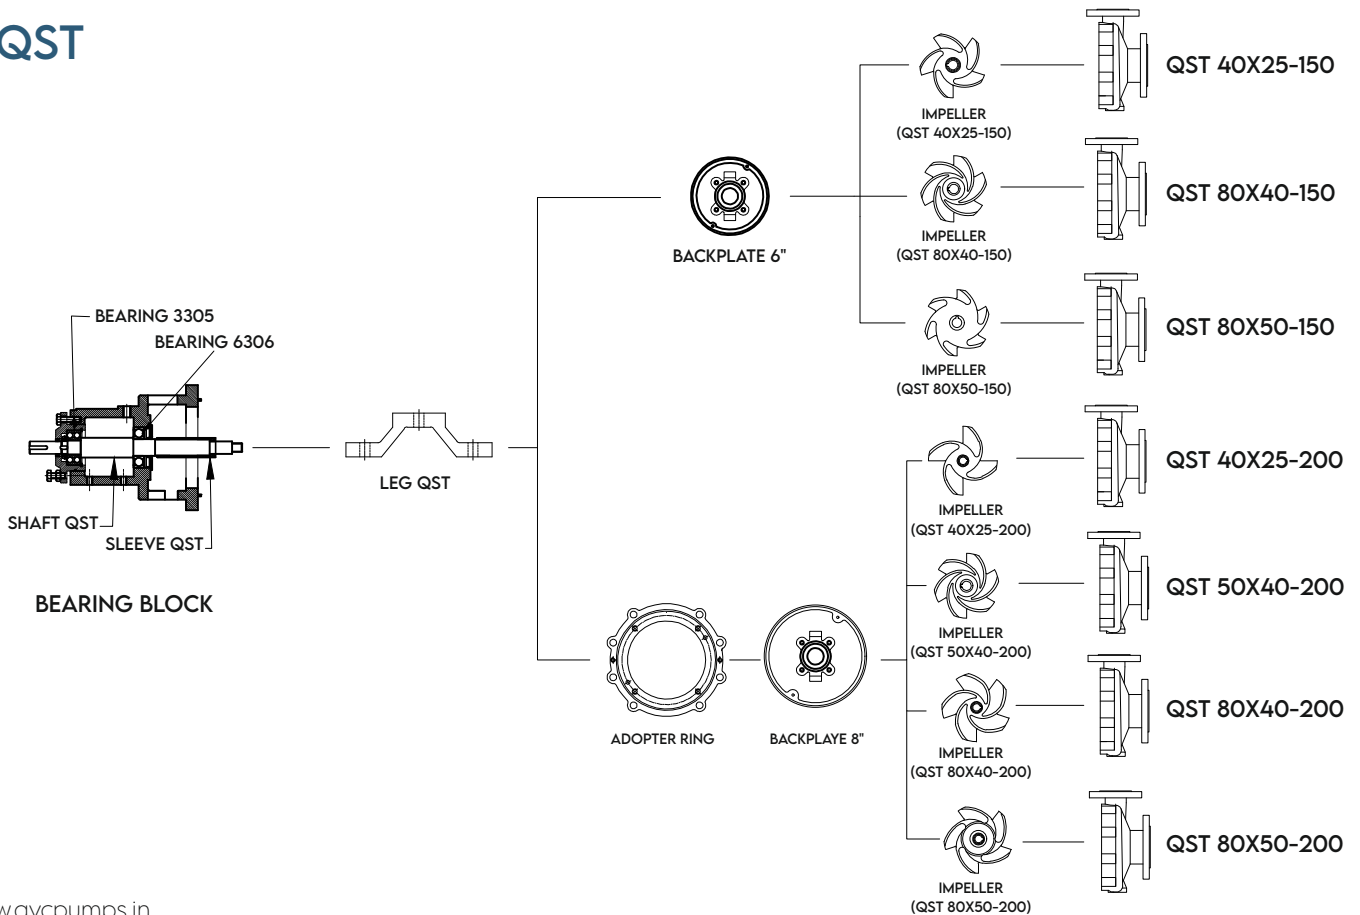 QST
IMPELLER
(QST 40X25-150)
QST 40X25-150
IMPELLER
(QST 80X40-150)
QST 80X40-150
BACKPLATE 6"
IMPELLER
(QST 80X50-150)
QST 80X50-150
BEARING 3305
BEARING 6306
SHAFT QST
SLEEVE QST
BEARING BLOCK
LEG QST
IMPELLER
(QST 40X25-200)
QST 40X25-200
IMPELLER
(QST 50X40-200)
QST 50X40-200
ADOPTER RING
BACKPLAYE 8"
IMPELLER
(QST 80X40-200)
QST 80X40-200
IMPELLER
(QST 80X50-200)
QST 80X50-200
w.avcpumps.in